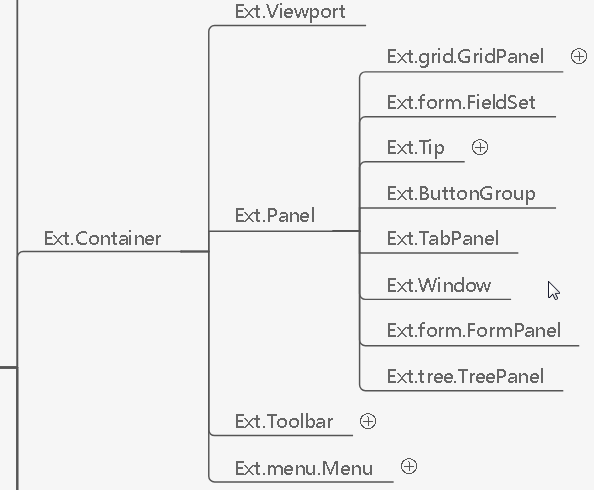 Ext.Viewport
Ext.grid.GridPanel
Ext.form.FieldSet
Ext.Tip
Ext.ButtonGroup
Ext.Panel
Ext.Container
Ext.TabPanel
Ext.Window
Ext.form.FormPanel
Ext.tree.TreePanel
Ext.Toolbar
Ext.menu.Menu